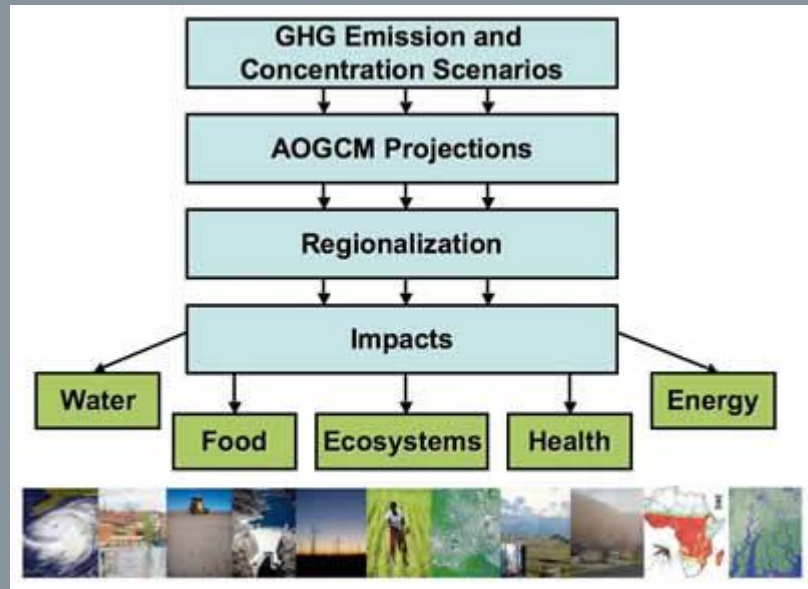 GHG Emission and
Concentration Scenarios
AOGCM Projections
Regionalization
Impacts
Water
Energy
Food
Ecosystems
Health